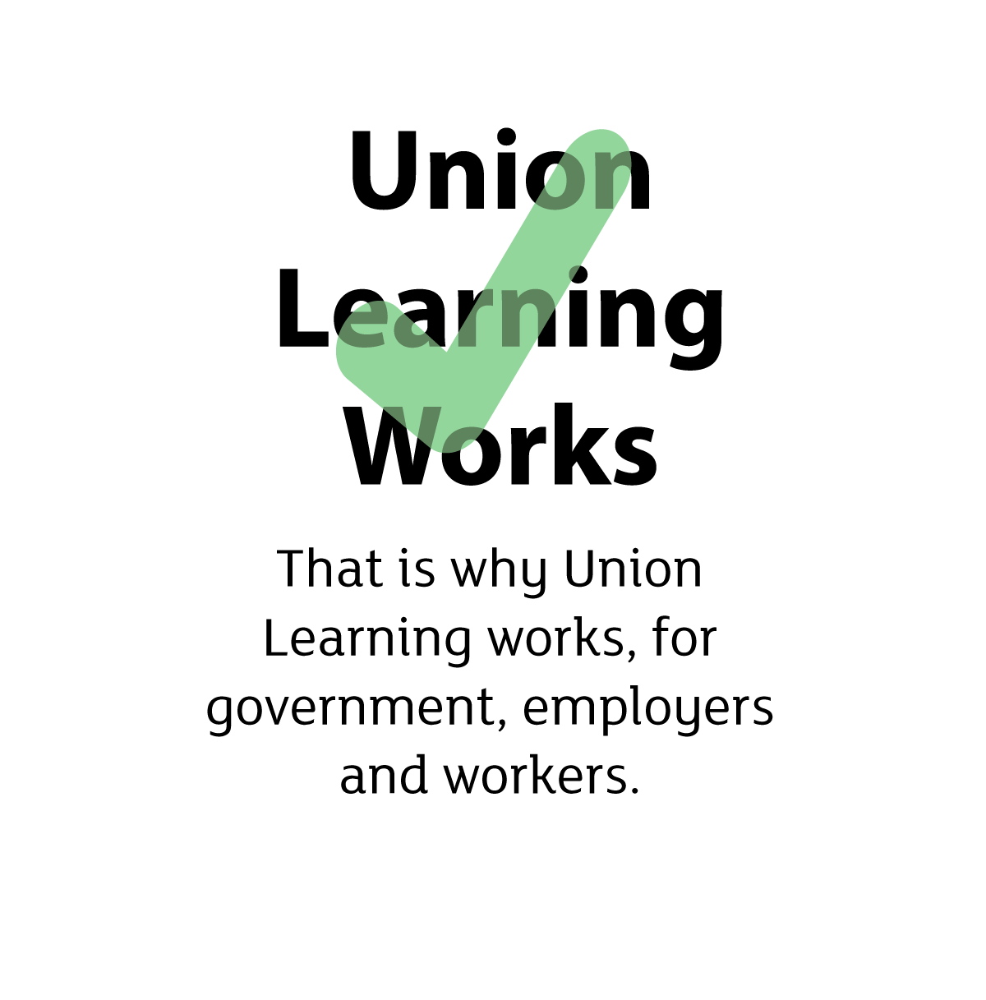 Union
Learning
Works
That is why Union
Learning works, for
government, employers
and workers.